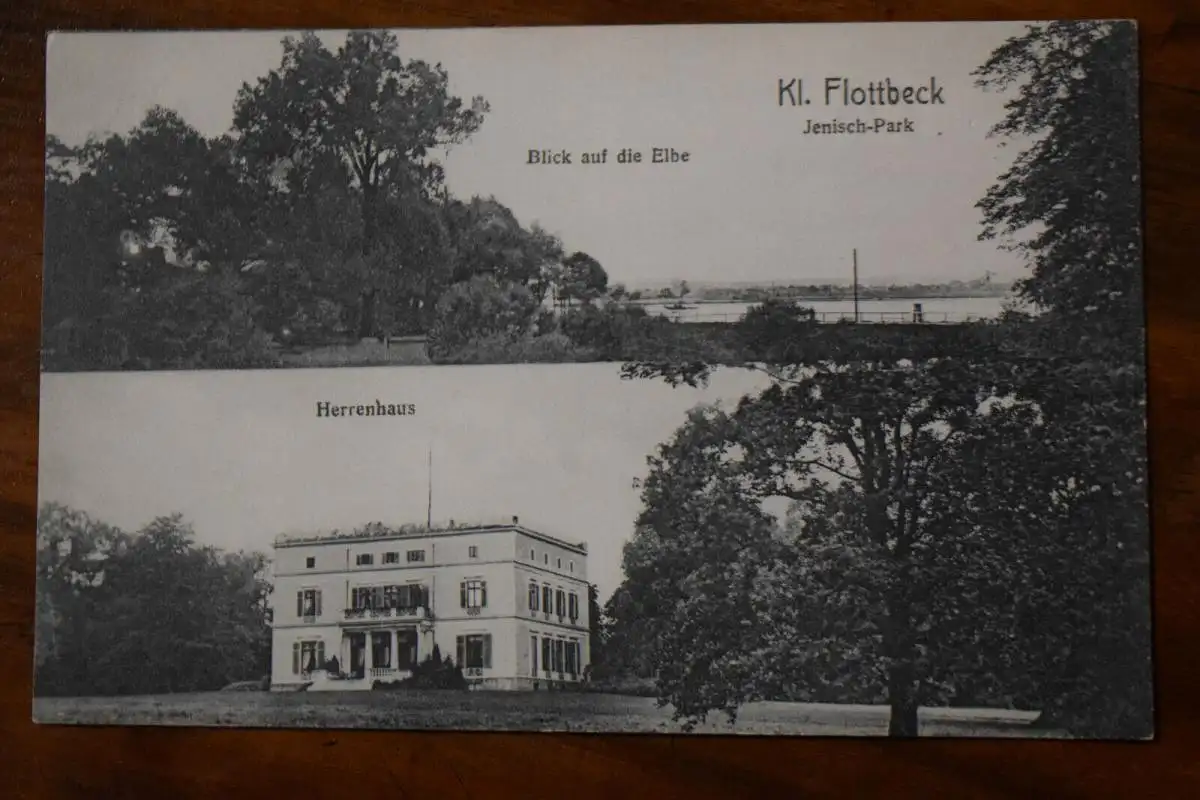 Kl. Flottbeck
Jenisch-Park
Blick auf die Elbe
Herrenhaus